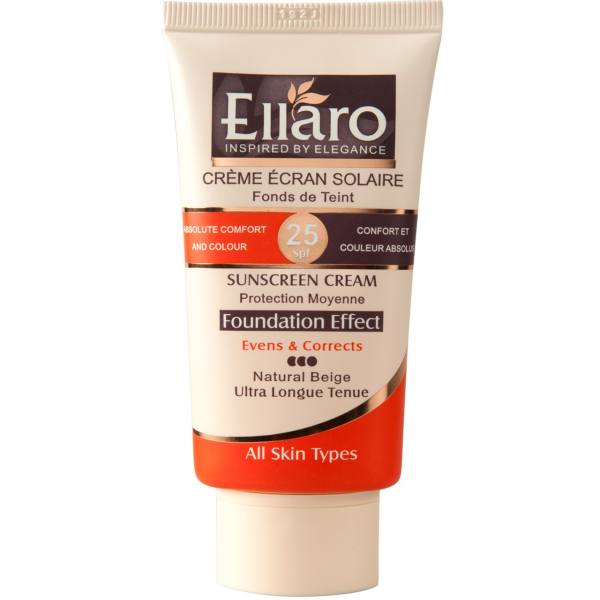 Ellaro
INSPIRED BY ELEGANCE
CRÈME ÉCRAN SOLAIRE
Fonds de Teint
ABSOLUTE COMFORT
AND COLOUR
25
spf
CONFORT ET
COULEUR ABSOLUS
SUNSCREEN CREAM
Protection Moyenne
Foundation Effect
Evens & Corrects
Natural Beige
Ultra Longue Tenue
All Skin Types